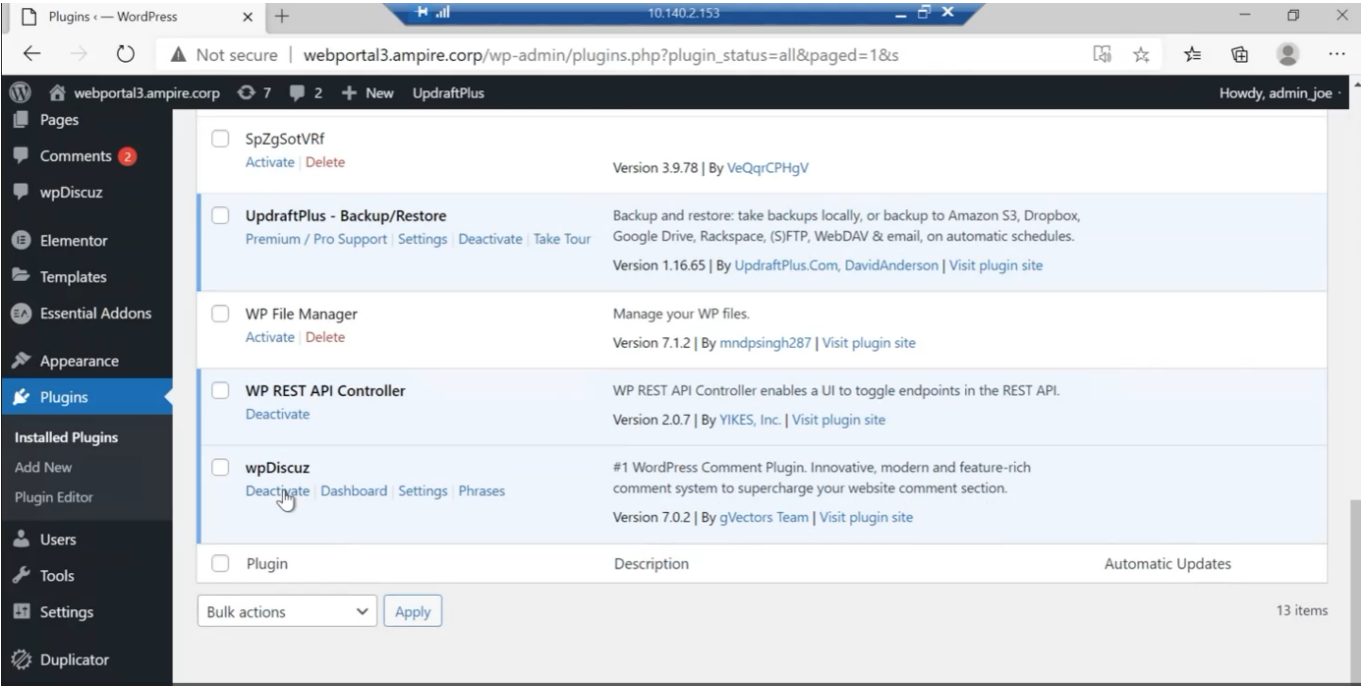 Plugins ‹ — WordPress
10.140.2.153
Not secure | webportal3.ampire.corp/wp-admin/plugins.php?plugin_status=all&paged=1&s
webportal3.ampire.corp 7 2 New UpdraftPlus Howdy, admin_joe
Pages
Comments 2
wpDiscuz
Elementor
Templates
Essential Addons
Appearance
Plugins
Installed Plugins
Add New
Plugin Editor
Users
Tools
Settings
Duplicator
SpZgSotVRf
Activate | Delete
Version 3.9.78 | By VeQqrCPHgV
UpdraftPlus - Backup/Restore
Premium / Pro Support | Settings | Deactivate | Take Tour
Backup and restore: take backups locally, or backup to Amazon S3, Dropbox,
Google Drive, Rackspace, (S)FTP, WebDAV & email, on automatic schedules.
Version 1.16.65 | By UpdraftPlus.Com, DavidAnderson | Visit plugin site
WP File Manager
Activate | Delete
Manage your WP files.
Version 7.1.2 | By mndpsingh287 | Visit plugin site
WP REST API Controller
Deactivate
WP REST API Controller enables a UI to toggle endpoints in the REST API.
Version 2.0.7 | By YIKES, Inc. | Visit plugin site
wpDiscuz
Deactivate | Dashboard | Settings | Phrases
#1 WordPress Comment Plugin. Innovative, modern and feature-rich
comment system to supercharge your website comment section.
Version 7.0.2 | By gVectors Team | Visit plugin site
Plugin Description Automatic Updates
Bulk actions Apply 13 items